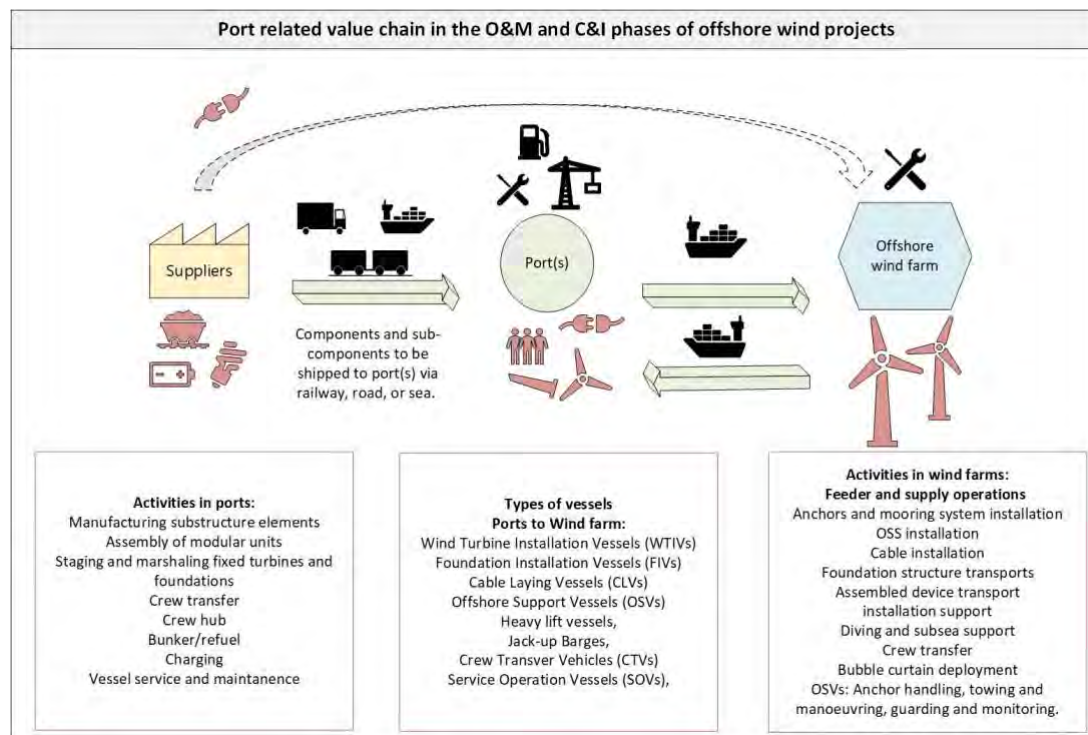 Port related value chain in the O&M and C&I phases of offshore wind projects
Suppliers
Port(s)
Offshore
wind farm
Components and sub-
components to be
shipped to port(s) via
railway, road, or sea.
Activities in ports:
Manufacturing substructure elements
Assembly of modular units
Staging and marshaling fixed turbines and
foundations
Crew transfer
Crew hub
Bunker/refuel
Charging
Vessel service and maintanence
Types of vessels
Ports to Wind farm:
Wind Turbine Installation Vessels (WTIVs)
Foundation Installation Vessels (FIVs)
Cable Laying Vessels (CLVs)
Offshore Support Vessels (OSVs)
Heavy lift vessels,
Jack-up Barges,
Crew Transver Vehicles (CTVs)
Service Operation Vessels (SOVs),
Activities in wind farms:
Feeder and supply operations
Anchors and mooring system installation
OSS installation
Cable installation
Foundation structure transports
Assembled device transport
installation support
Diving and subsea support
Crew transfer
Bubble curtain deployment
OSVs: Anchor handling, towing and
manoeuvring, guarding and monitoring.